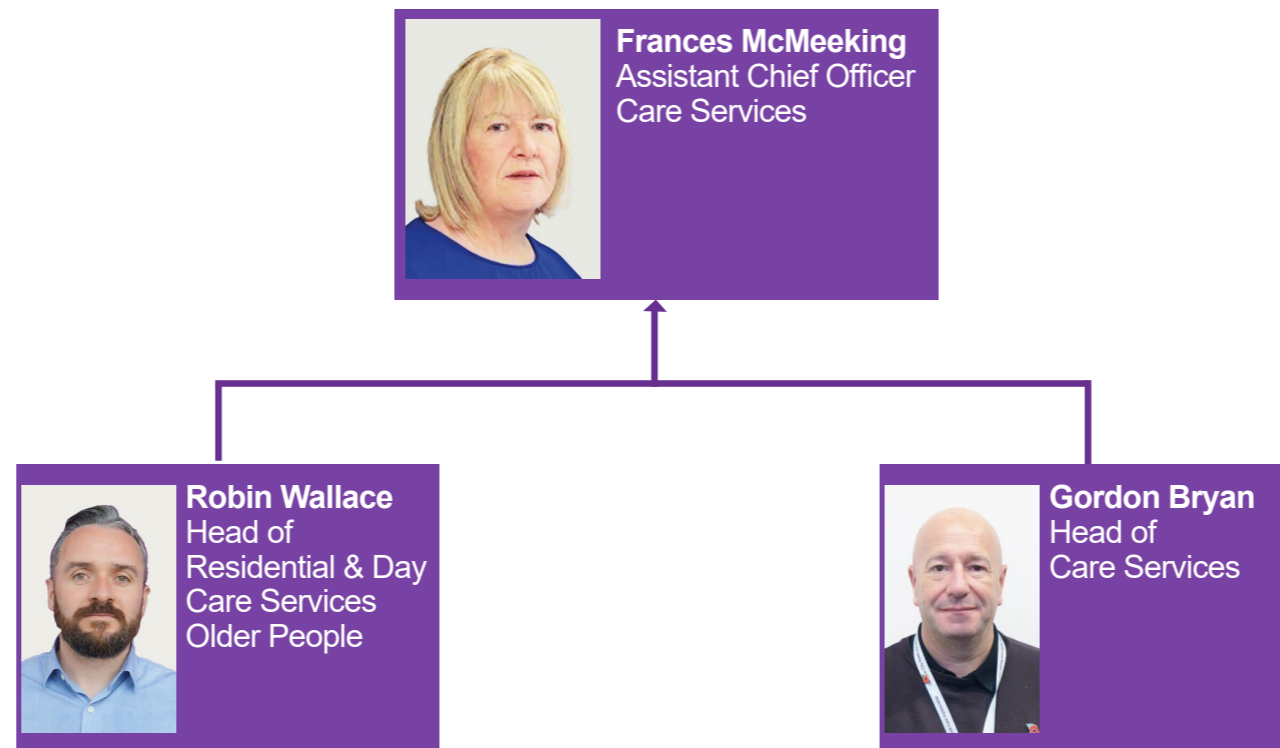 Frances McMeeking
Assistant Chief Officer
Care Services
Robin Wallace
Head of
Residential & Day
Care Services
Older People
Gordon Bryan
Head of
Care Services